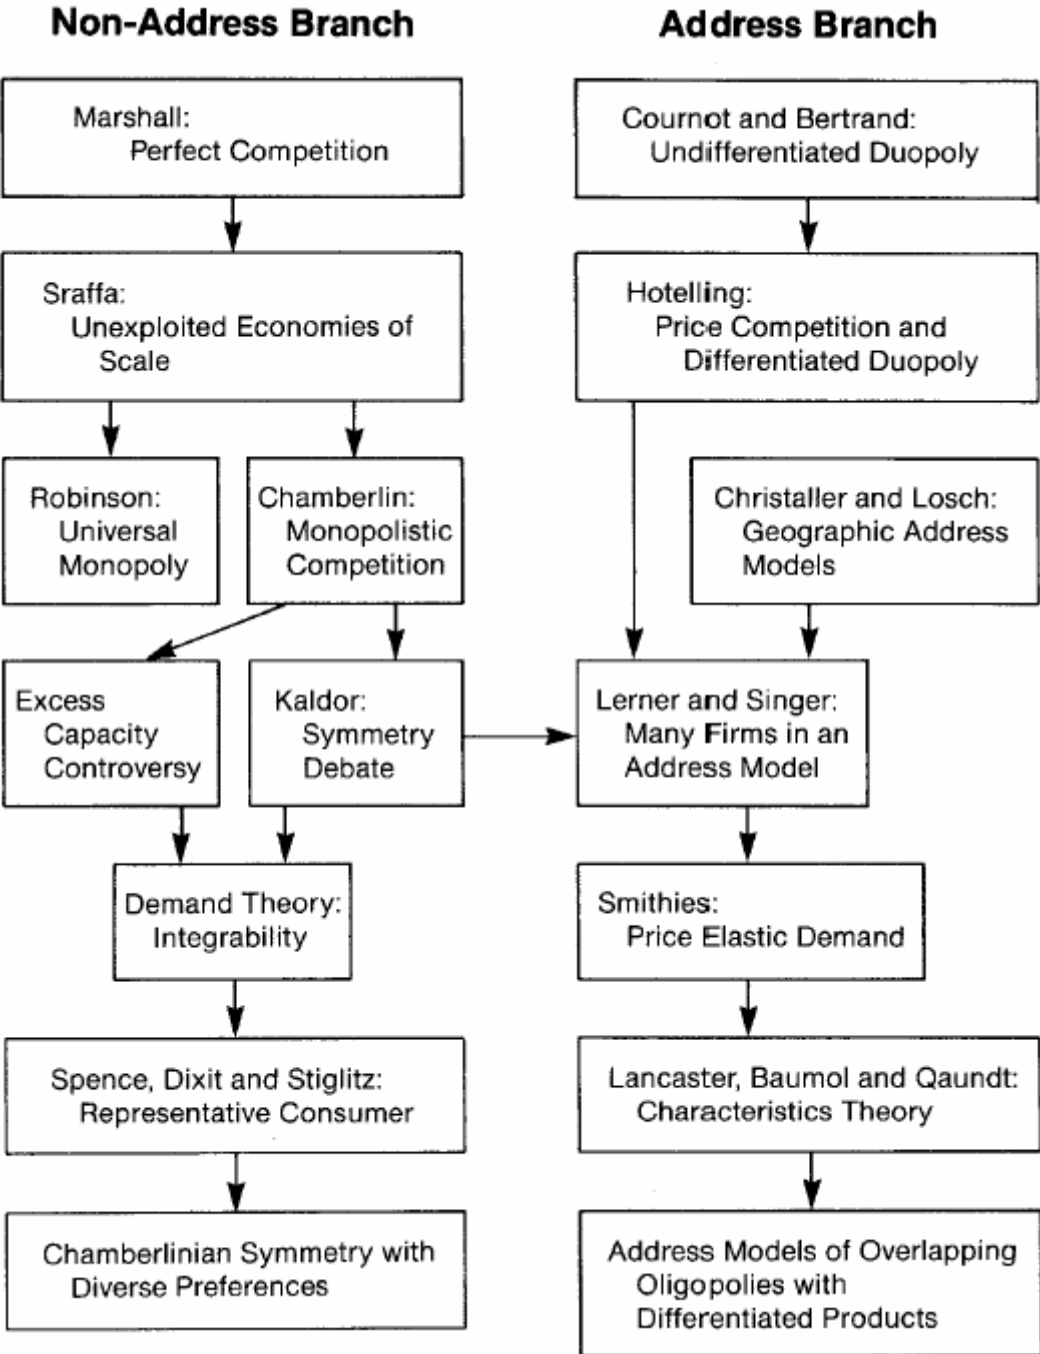 Non-Address Branch
Address Branch
Marshall:
Perfect Competition
Cournot and Bertrand:
Undifferentiated Duopoly
Sraffa:
Unexploited Economies of
Scale
Hotelling:
Price Competition and
Differentiated Duopoly
Robinson:
Universal
Monopoly
Chamberlin:
Monopolistic
Competition
Christaller and Losch:
Geographic Address
Models
Excess
Capacity
Controversy
Kaldor:
Symmetry
Debate
Lerner and Singer:
Many Firms in an
Address Model
Demand Theory:
Integrability
Smithies:
Price Elastic Demand
Spence, Dixit and Stiglitz:
Representative Consumer
Lancaster, Baumol and Qaundt:
Characteristics Theory
Chamberlinian Symmetry with
Diverse Preferences
Address Models of Overlapping
Oligopolies with
Differentiated Products